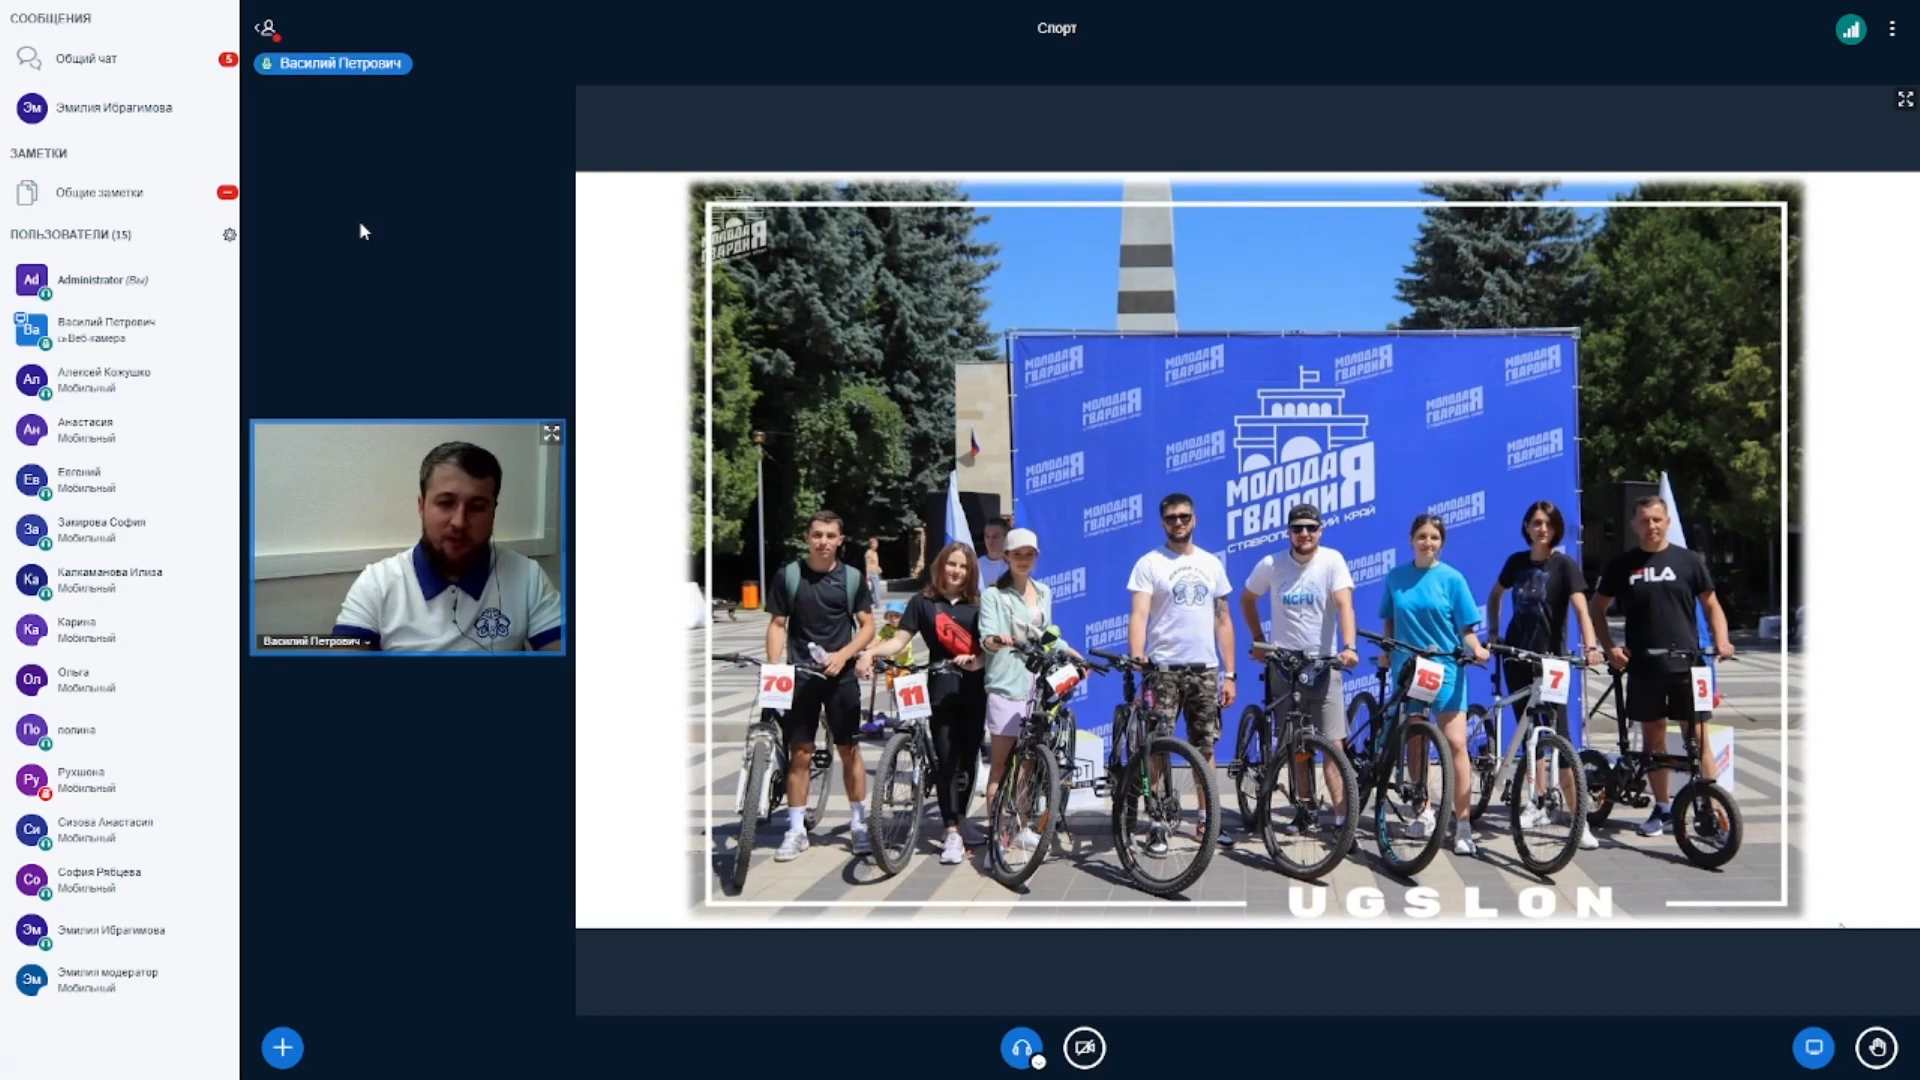 СООБЩЕНИЯ
Общий чат
5
Эм
Эмилия Ибрагимова
ЗАМЕТКИ
Общие заметки
ПОЛЬЗОВАТЕЛИ (15)
Ad
Administrator (Вы)
Ва
Василий Петрович
Веб-камера
Ал
Алексей Кожушко
Мобильный
Ан
Анастасия
Мобильный
Ев
Евгений
Мобильный
За
Закирова София
Мобильный
Ка
Калкаманова Илиза
Мобильный
Ка
Карина
Мобильный
Ол
Ольга
Мобильный
По
полина
Ру
Рухшона
Мобильный
Си
Сизова Анастасия
Мобильный
Со
София Рябцева
Мобильный
Эм
Эмилия Ибрагимова
Эм
Эмилия модератор
Мобильный
Василий Петрович
Спорт
Василий Петрович
МОЛОДАЯ
ГВАРДИЯ
МОЛОДАЯ
ГВАРДИЯ
СТАВРОПОЛЬСКИЙ КРАЙ
NCFU
FILA
70
11
15
7
3
UGSLON